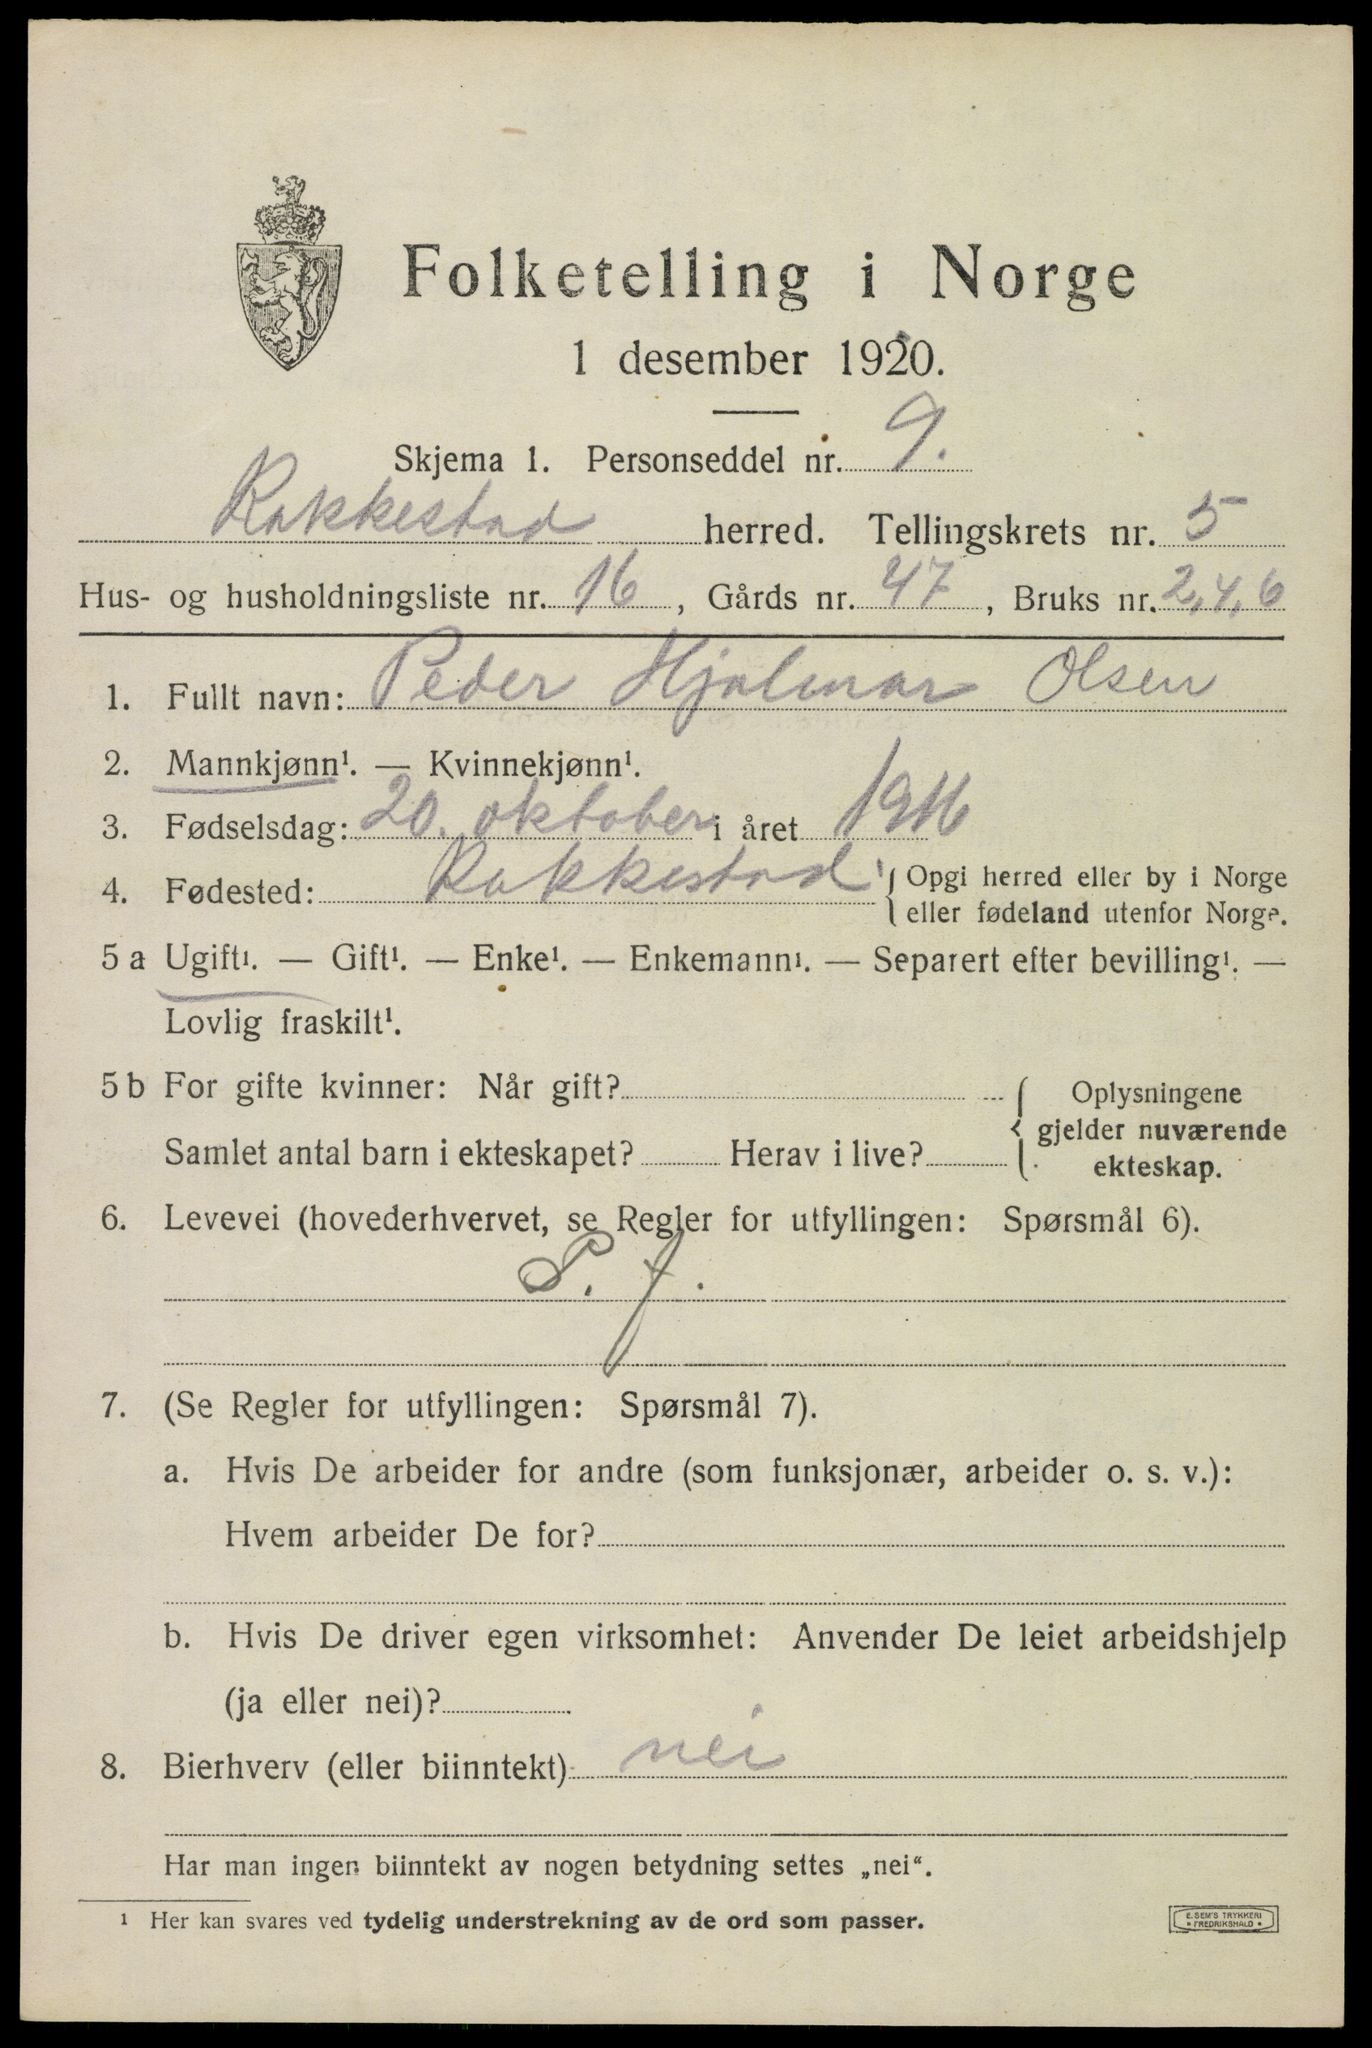 Folketelling i Norge
1 desember 1920.
Skjema 1. Personseddel nr. 9.
Rakkestad herred. Tellingskrets nr. 5
Hus- og husholdningsliste nr. 16, Gårds nr. 47, Bruks nr. 2,4,6
1. Fullt navn: Peder Hjalmar Olsen
2. Mannkjønn¹. — Kvinnekjønn¹.
3. Fødselsdag: 20. oktober i året
4. Fødested: Rakkestad { Opgi herred eller by i Norge
eller fødeland utenfor Norge.
5 a Ugift¹. — Gift¹. — Enke¹. — Enkemann¹. — Separert efter bevilling¹. —
Lovlig fraskilt¹.
5 b For gifte kvinner: Når gift? { Oplysningene
gjelder nuværende
Samlet antal barn i ekteskapet? Herav i live? ekteskap.
6. Levevei (hovederhvervet, se Regler for utfyllingen: Spørsmål 6).
P. f.
7. (Se Regler for utfyllingen: Spørsmål 7).
a. Hvis De arbeider for andre (som funksjonær, arbeider o. s. v.):
Hvem arbeider De for?
b. Hvis De driver egen virksomhet: Anvender De leiet arbeidshjelp
(ja eller nei)?
8. Bierhverv (eller biinntekt) nei
Har man ingen biinntekt av nogen betydning settes „nei“.
¹ Her kan svares ved tydelig understrekning av de ord som passer.
E. SEM'S TRYKKERI
* FREDRIKSHALD *